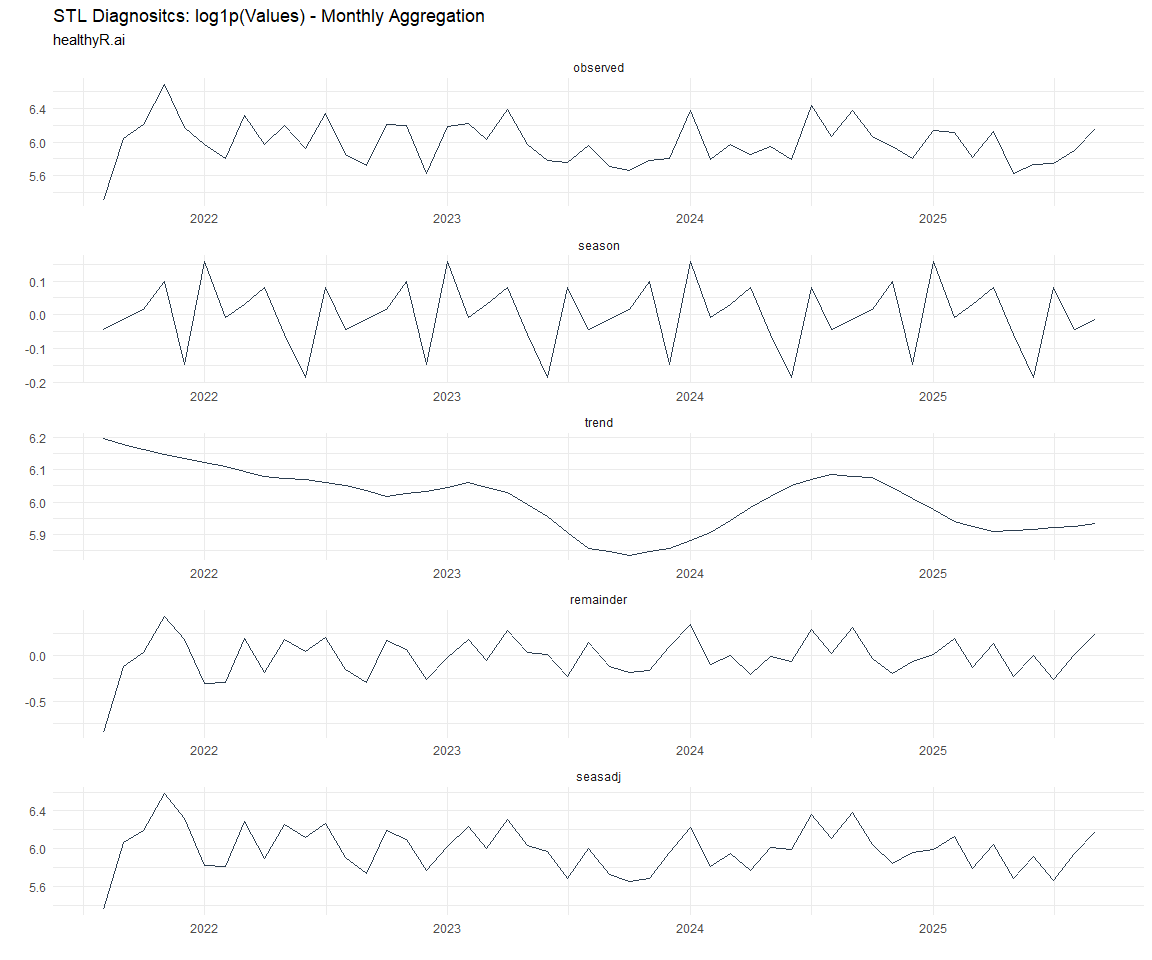 STL Diagnositcs: log1p(Values) - Monthly Aggregation
healthyR.ai
observed
6.4
6.0
5.6
2022 2023 2024 2025
season
0.1
0.0
-0.1
-0.2
2022 2023 2024 2025
trend
6.2
6.1
6.0
5.9
2022 2023 2024 2025
remainder
0.0
-0.5
2022 2023 2024 2025
seasadj
6.4
6.0
5.6
2022 2023 2024 2025